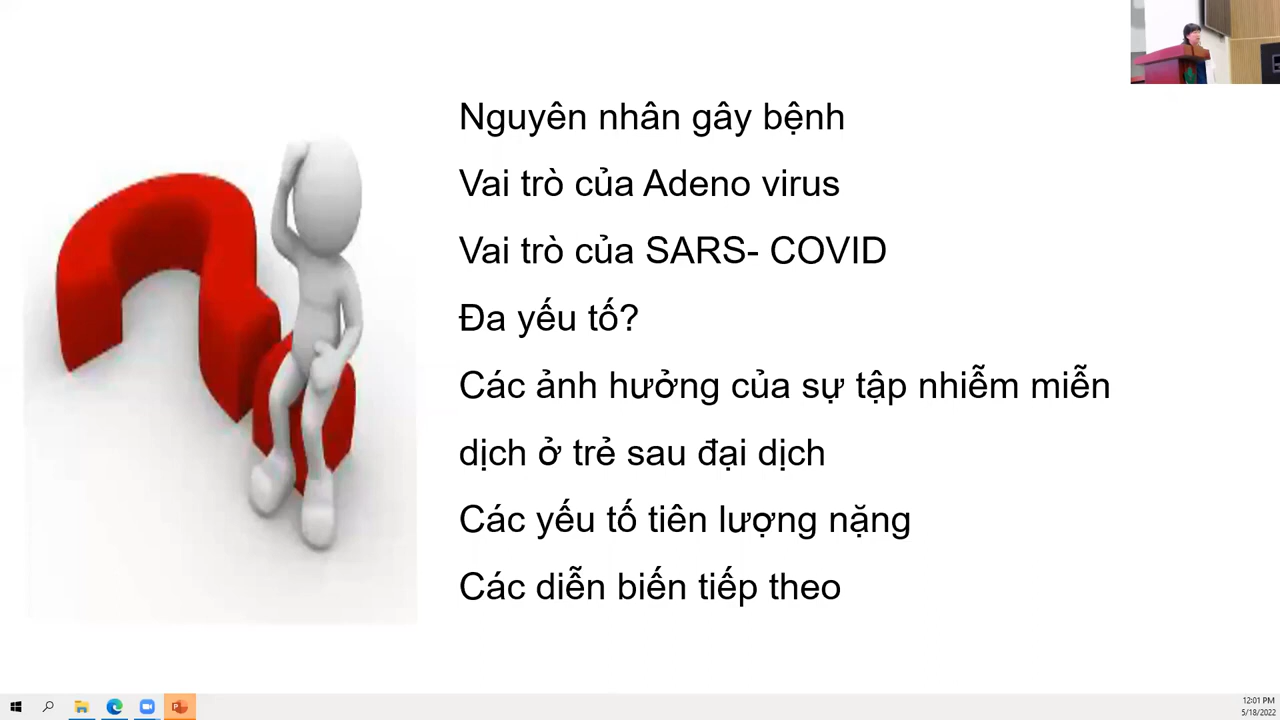 Nguyên nhân gây bệnh
Vai trò của Adeno virus
Vai trò của SARS- COVID
Đa yếu tố?
Các ảnh hưởng của sự tập nhiễm miễn
dịch ở trẻ sau đại dịch
Các yếu tố tiên lượng nặng
Các diễn biến tiếp theo
12:01 PM
5/18/2022